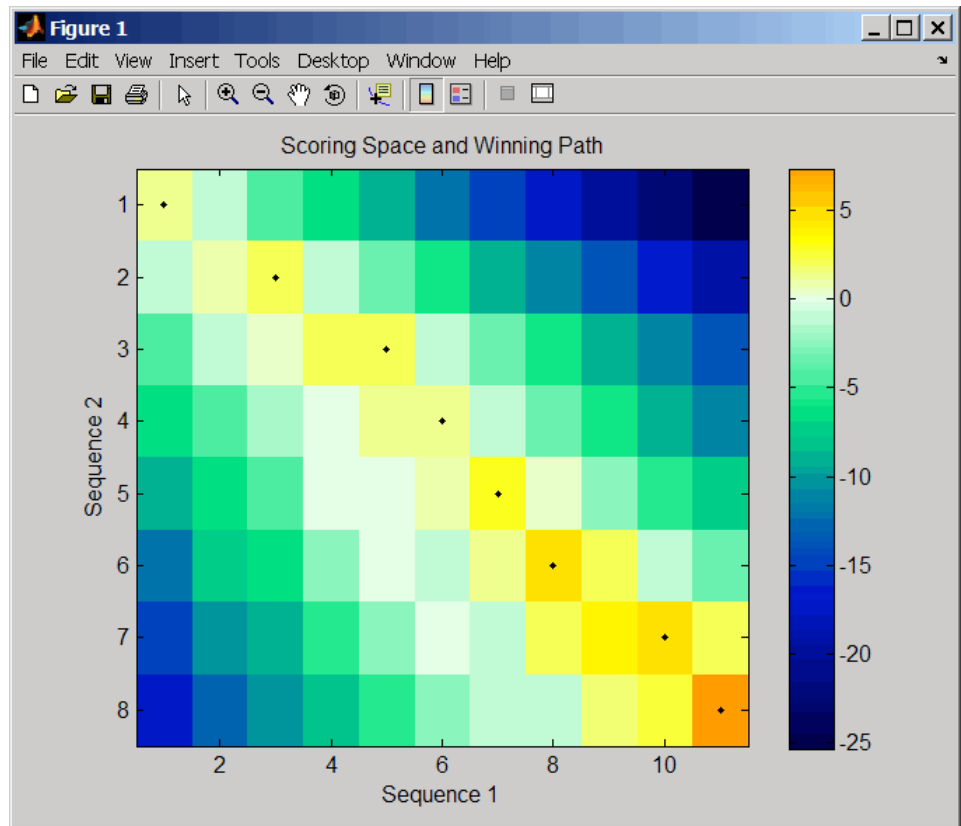 Figure 1
File Edit View Insert Tools Desktop Window Help
Scoring Space and Winning Path
1
2
3
4
5
6
7
8
Sequence 2
2 4 6 8 10
Sequence 1
5
0
-5
-10
-15
-20
-25